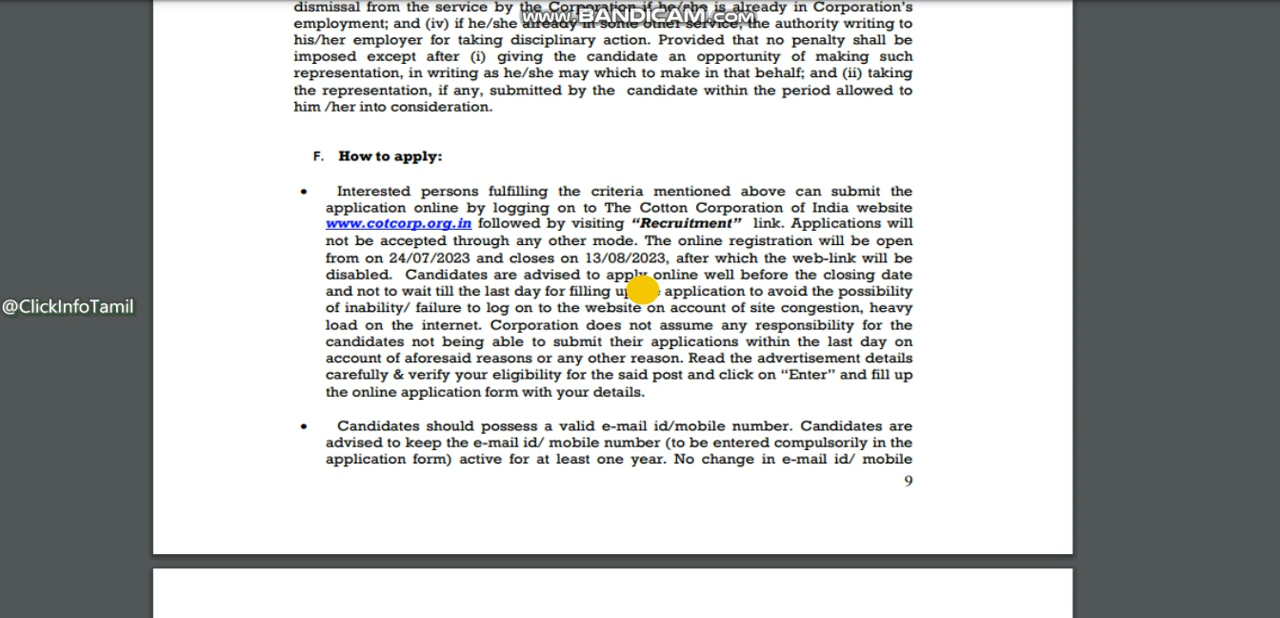 dismissal from the service by the Corporation if he/she is already in Corporation's
www.BANDICAM.com
employment; and (iv) if he/she already in some other service, the authority writing to
his/her employer for taking disciplinary action. Provided that no penalty shall be
imposed except after (i) giving the candidate an opportunity of making such
representation, in writing as he/she may which to make in that behalf; and (ii) taking
the representation, if any, submitted by the candidate within the period allowed to
him /her into consideration.
F. How to apply:
• Interested persons fulfilling the criteria mentioned above can submit the
application online by logging on to The Cotton Corporation of India website
www.cotcorp.org.in followed by visiting “Recruitment” link. Applications will
not be accepted through any other mode. The online registration will be open
from on 24/07/2023 and closes on 13/08/2023, after which the web-link will be
disabled. Candidates are advised to apply online well before the closing date
and not to wait till the last day for filling up application to avoid the possibility
@ClickInfoTamil
of inability/ failure to log on to the website on account of site congestion, heavy
load on the internet. Corporation does not assume any responsibility for the
candidates not being able to submit their applications within the last day on
account of aforesaid reasons or any other reason. Read the advertisement details
carefully & verify your eligibility for the said post and click on “Enter” and fill up
the online application form with your details.
• Candidates should possess a valid e-mail id/mobile number. Candidates are
advised to keep the e-mail id/ mobile number (to be entered compulsorily in the
application form) active for at least one year. No change in e-mail id/ mobile
9